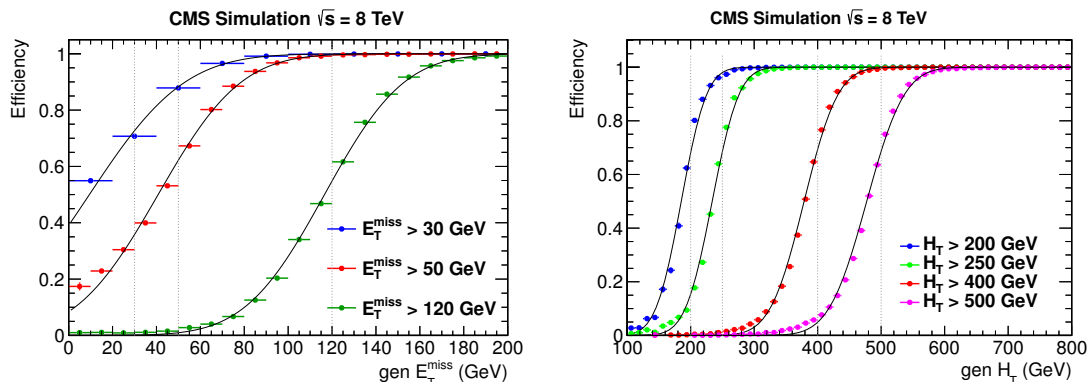 CMS Simulation √s = 8 TeV
Efficiency
1
0.8
0.6
0.4
0.2
0
E_T^miss > 30 GeV
E_T^miss > 50 GeV
E_T^miss > 120 GeV
0 20 40 60 80 100 120 140 160 180 200
gen E_T^miss (GeV)
CMS Simulation √s = 8 TeV
Efficiency
1
0.8
0.6
0.4
0.2
0
H_T > 200 GeV
H_T > 250 GeV
H_T > 400 GeV
H_T > 500 GeV
100 200 300 400 500 600 700 800
gen H_T (GeV)